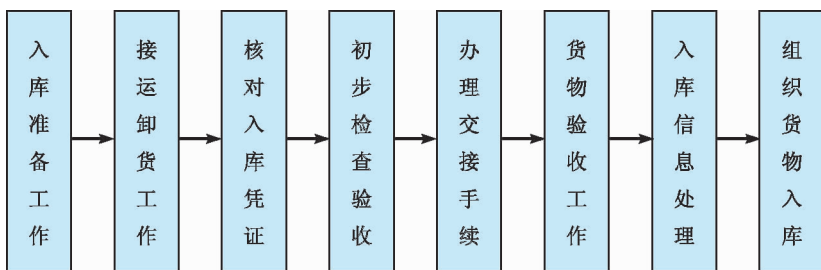 入库准备工作
接运卸货工作
核对入库凭证
初步检查验收
办理交接手续
货物验收工作
入库信息处理
组织货物入库